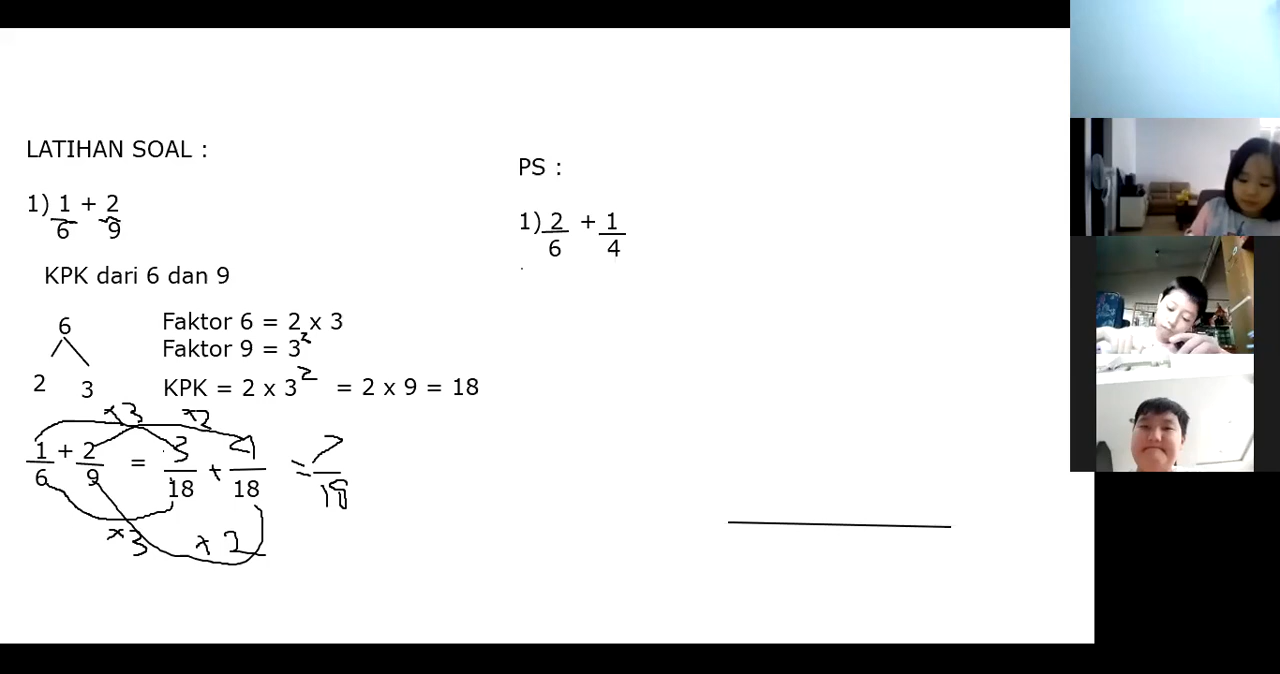 LATIHAN SOAL :
1) 1 + 2
6 9
KPK dari 6 dan 9
6
2 3
Faktor 6 = 2 x 3
Faktor 9 = 3²
KPK = 2 x 3² = 2 x 9 = 18
x3 x2
1 + 2 = 3 + 4 = 7
6 9 18 18 18
x3 x2
PS :
1) 2 + 1
6 4